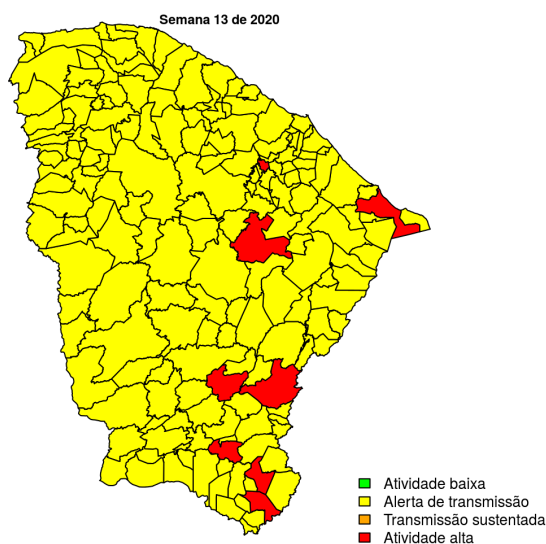 Semana 13 de 2020
Atividade baixa
Alerta de transmissão
Transmissão sustentada
Atividade alta